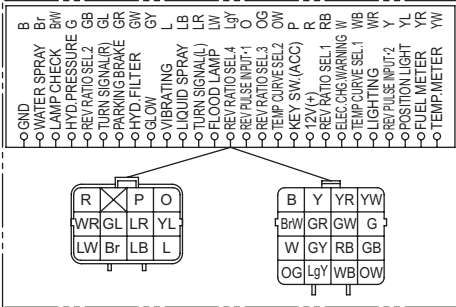 GND B
WATER SPRAY Br
LAMP CHECK BrW
HYD.PRESSURE G
REV RATIO SEL.2 GB
TURN SIGNAL(R) GL
PARKING BRAKE GR
HYD.FILTER GW
GLOW GY
VIBRATING L
LIQUID SPRAY LB
TURN SIGNAL(L) LR
FLOOD LAMP LW
REV RATIO SEL.4 LgY
REV PULSE INPUT-1 O
REV RATIO SEL.3 OG
TEMP CURVE SEL.2 OW
KEY SW.(ACC) P
12V(+) R
REV RATIO SEL.1 RB
ELEC.CHG.WARNING W
TEMP CURVE SEL.1 WB
LIGHTING WR
REV PULSE INPUT-2 Y
POSITION LIGHT YL
FUEL METER YR
TEMP.METER YW
R P O
WR GL LR YL
LW Br LB L
B Y YR YW
BrW GR GW G
W GY RB GB
OG LgY WB OW